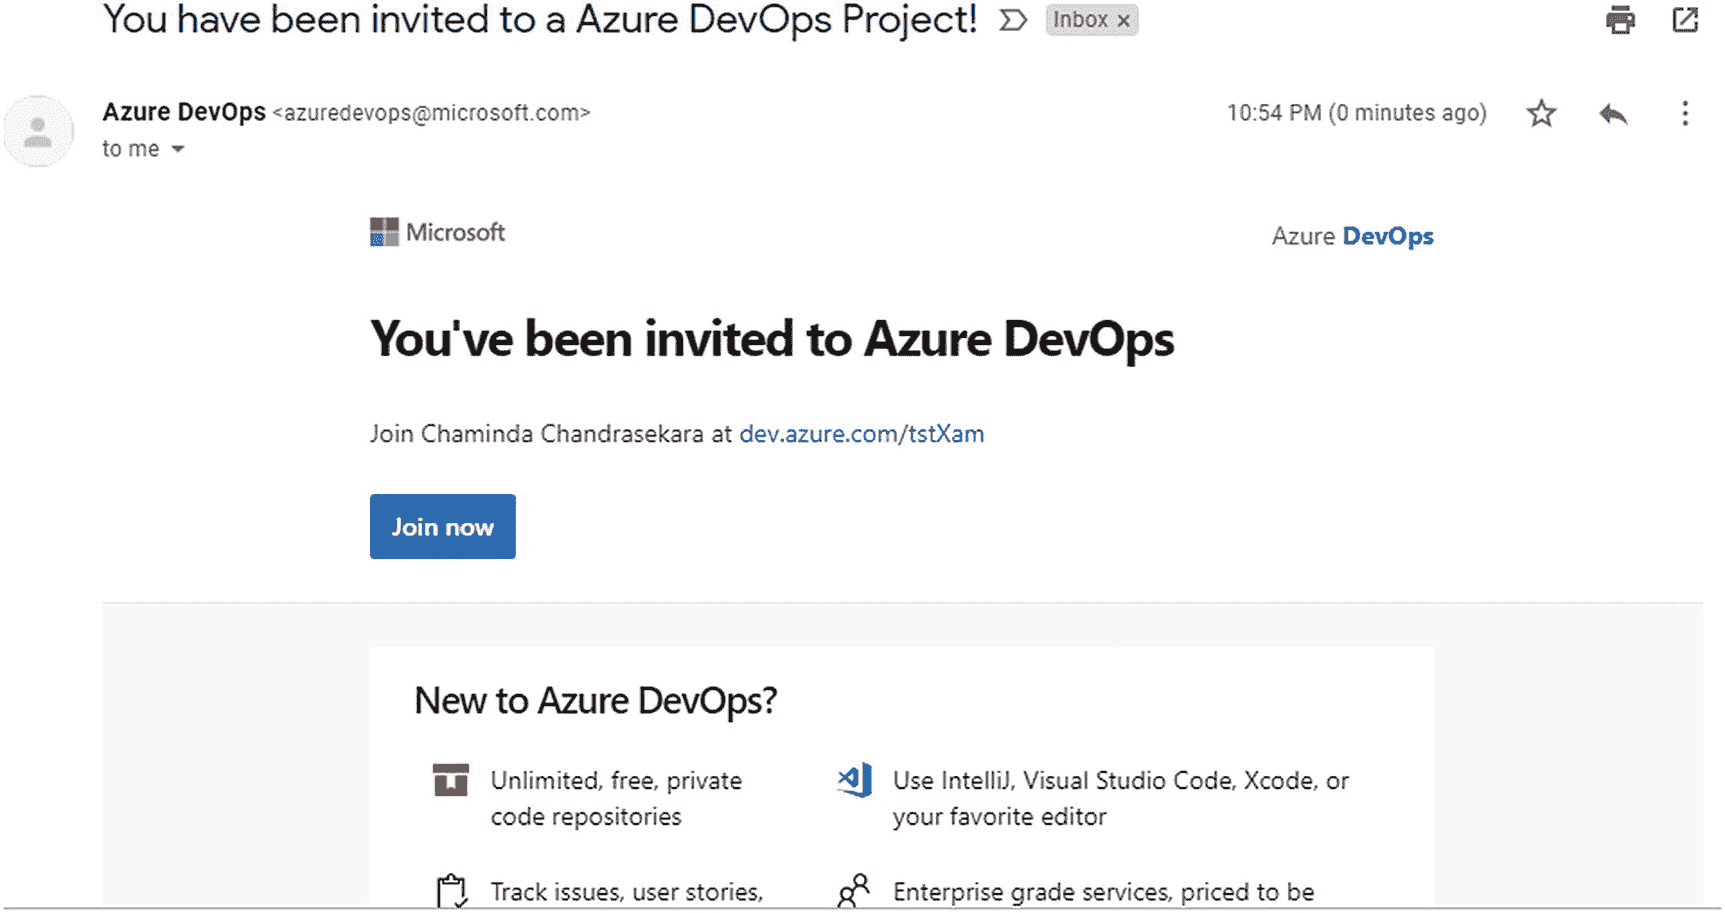 You have been invited to a Azure DevOps Project!
Inbox ×
Azure DevOps <azuredevops@microsoft.com>
10:54 PM (0 minutes ago)
to me
Microsoft
Azure DevOps
You've been invited to Azure DevOps
Join Chaminda Chandrasekara at dev.azure.com/tstXam
Join now
New to Azure DevOps?
Unlimited, free, private
code repositories
Use IntelliJ, Visual Studio Code, Xcode, or
your favorite editor
Track issues, user stories,
Enterprise grade services, priced to be